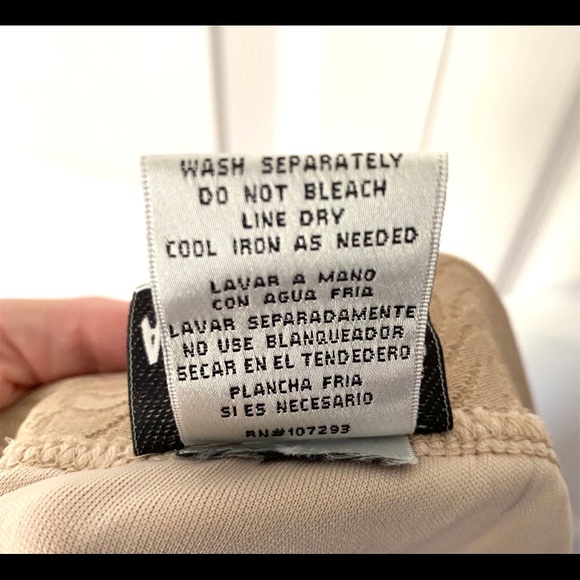 WASH SEPARATELY
DO NOT BLEACH
LINE DRY
COOL IRON AS NEEDED
LAVAR A MANO
CON AGUA FRIA
LAVAR SEPARADAMENTE
NO USE BLANQUEADOR
SECAR EN EL TENDEDERO
PLANCHA FRIA
SI ES NECESARIO
RN#107293